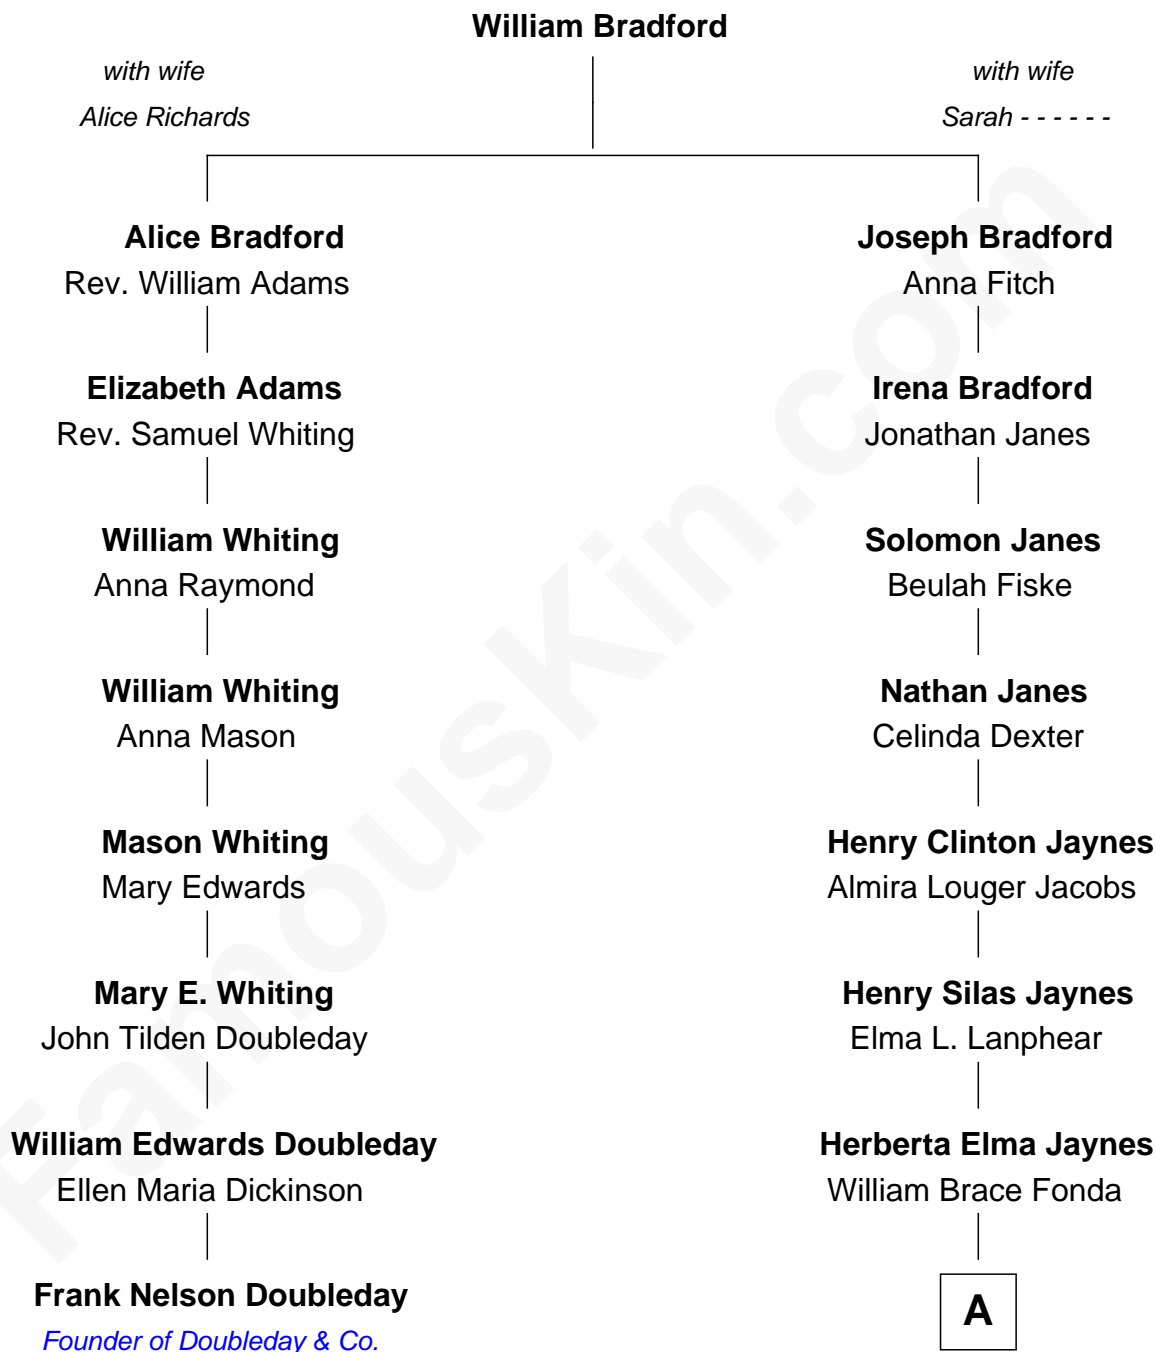 William Bradford
with wife
Alice Richards
with wife
Sarah - - - - - -
Alice Bradford
Rev. William Adams
Joseph Bradford
Anna Fitch
Elizabeth Adams
Rev. Samuel Whiting
Irena Bradford
Jonathan Janes
William Whiting
Anna Raymond
Solomon Janes
Beulah Fiske
William Whiting
Anna Mason
Nathan Janes
Celinda Dexter
Mason Whiting
Mary Edwards
Henry Clinton Jaynes
Almira Louger Jacobs
Mary E. Whiting
John Tilden Doubleday
Henry Silas Jaynes
Elma L. Lanphear
William Edwards Doubleday
Ellen Maria Dickinson
Herberta Elma Jaynes
William Brace Fonda
Frank Nelson Doubleday
Founder of Doubleday & Co.
A
FamousKin.com